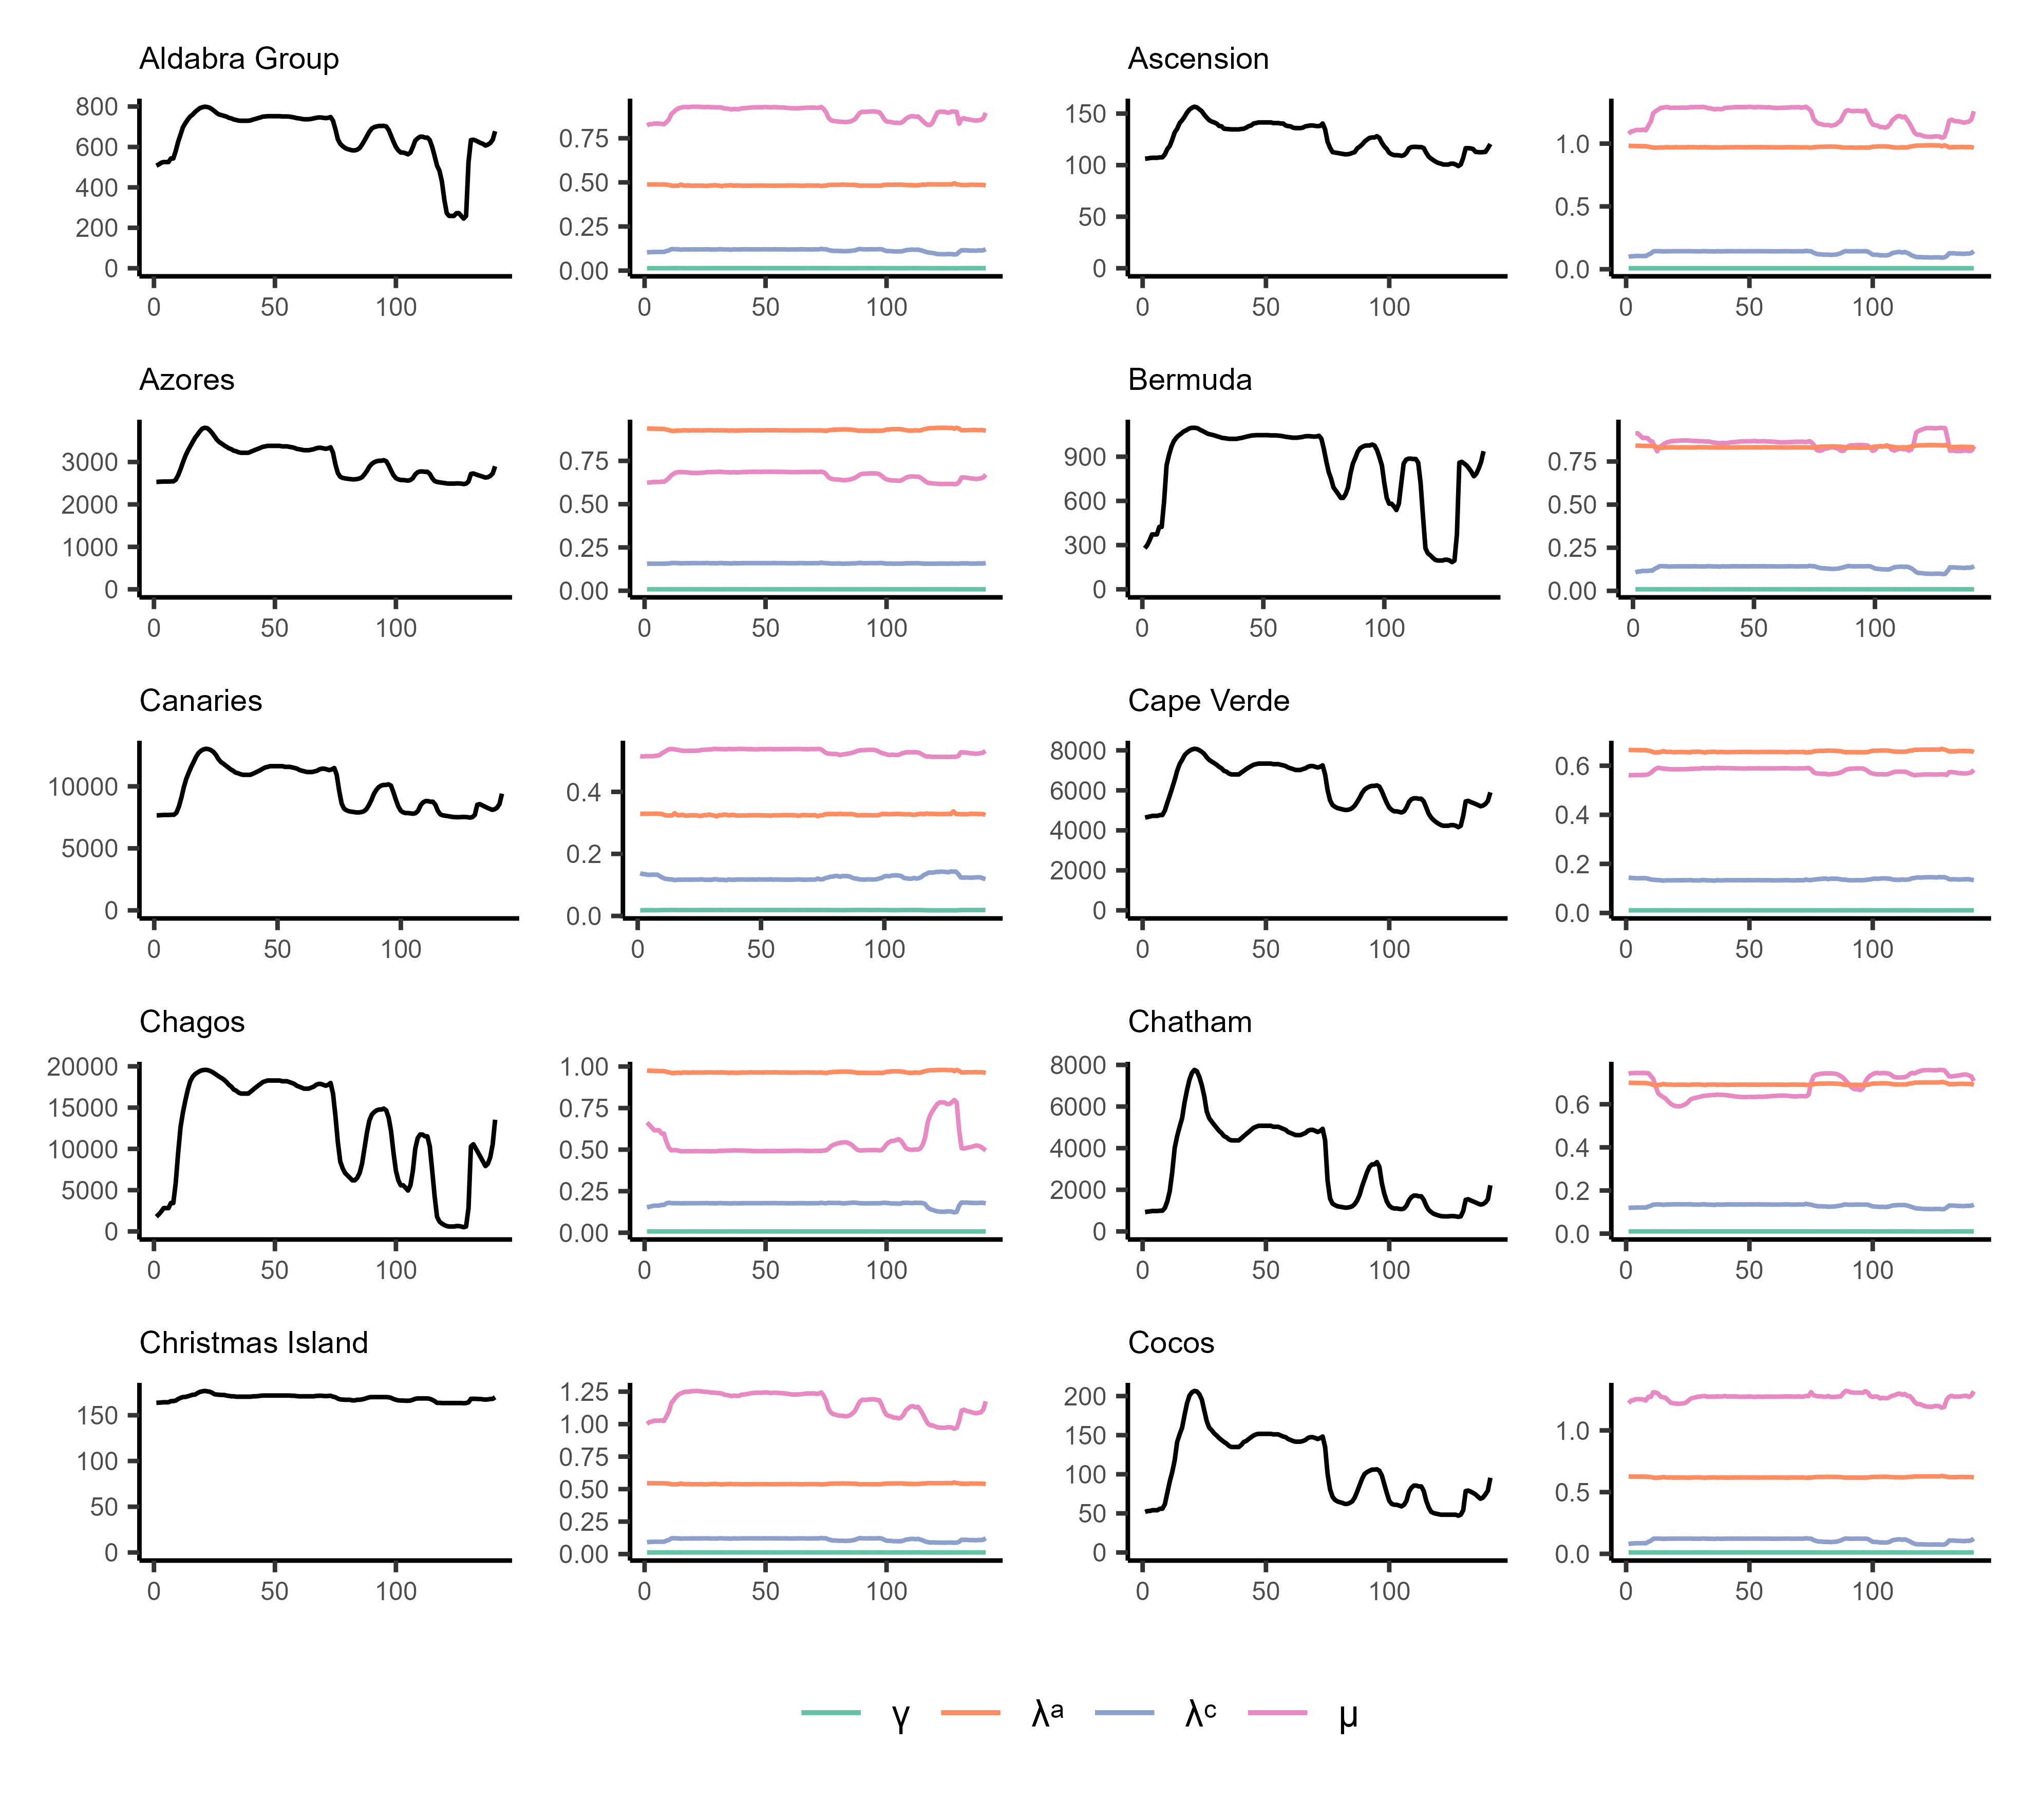 Aldabra Group
Ascension
800
600
400
200
0
0 50 100
0.75
0.50
0.25
0.00
0 50 100
150
100
50
0
0 50 100
1.0
0.5
0.0
0 50 100
Azores
Bermuda
3000
2000
1000
0
0 50 100
0.75
0.50
0.25
0.00
0 50 100
900
600
300
0
0 50 100
0.75
0.50
0.25
0.00
0 50 100
Canaries
Cape Verde
10000
5000
0
0 50 100
0.4
0.2
0.0
0 50 100
8000
6000
4000
2000
0
0 50 100
0.6
0.4
0.2
0.0
0 50 100
Chagos
Chatham
20000
15000
10000
5000
0
0 50 100
1.00
0.75
0.50
0.25
0.00
0 50 100
8000
6000
4000
2000
0
0 50 100
0.6
0.4
0.2
0.0
0 50 100
Christmas Island
Cocos
150
100
50
0
0 50 100
1.25
1.00
0.75
0.50
0.25
0.00
0 50 100
200
150
100
50
0
0 50 100
1.0
0.5
0.0
0 50 100
γ λᵃ λᶜ μ